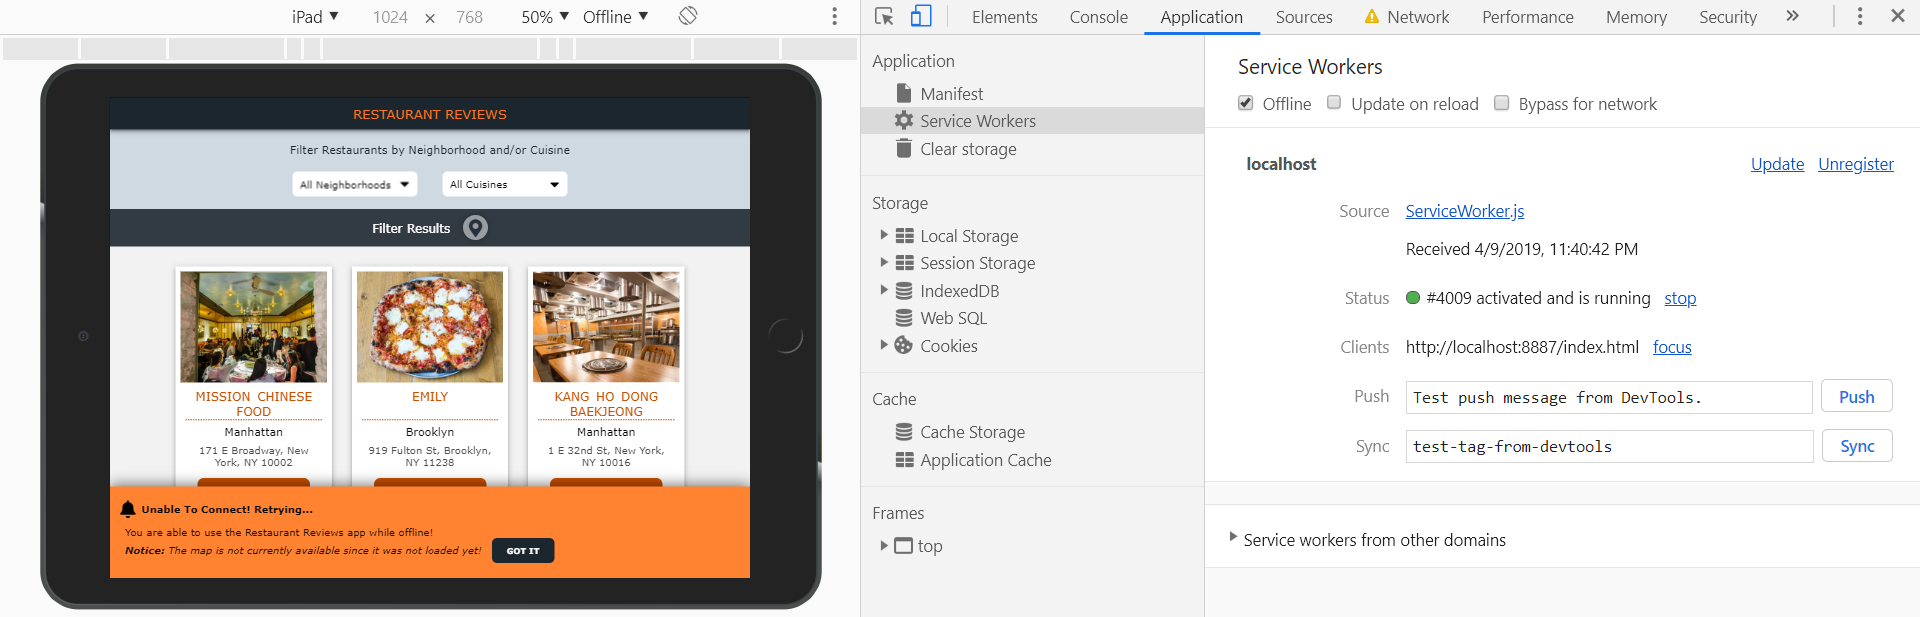 iPad ▼ 1024 × 768 50% ▼ Offline ▼
RESTAURANT REVIEWS
Filter Restaurants by Neighborhood and/or Cuisine
All Neighborhoods
All Cuisines
Filter Results
MISSION CHINESE FOOD
Manhattan
171 E Broadway, New
York, NY 10002
EMILY
Brooklyn
919 Fulton St, Brooklyn,
NY 11238
KANG HO DONG
BAEKJEONG
Manhattan
1 E 32nd St, New York,
NY 10016
Unable To Connect! Retrying...
You are able to use the Restaurant Reviews app while offline!
Notice: The map is not currently available since it was not loaded yet!
GOT IT
Elements Console Application Sources Network Performance Memory Security »
Application
Manifest
Service Workers
Clear storage
Storage
Local Storage
Session Storage
IndexedDB
Web SQL
Cookies
Cache
Cache Storage
Application Cache
Frames
top
Service Workers
Offline Update on reload Bypass for network
localhost Update Unregister
Source ServiceWorker.js
Received 4/9/2019, 11:40:42 PM
Status #4009 activated and is running stop
Clients http://localhost:8887/index.html focus
Push Test push message from DevTools. Push
Sync test-tag-from-devtools Sync
Service workers from other domains